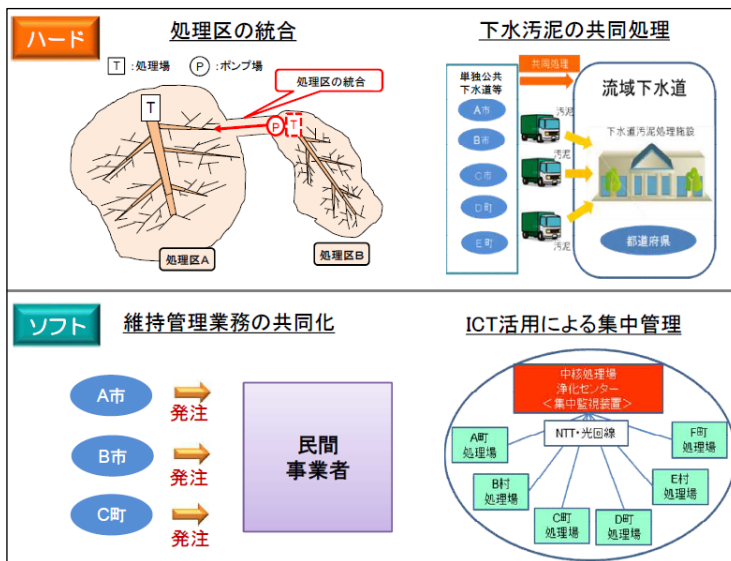 ハード
処理区の統合
T :処理場 P :ポンプ場
処理区の統合
T
P
T
処理区A
処理区B
下水汚泥の共同処理
共同処理
単独公共
下水道等
A市
B市
C市
D町
E町
汚泥
汚泥
汚泥
流域下水道
下水道汚泥処理施設
都道府県
ソフト
維持管理業務の共同化
A市
発注
B市
発注
C町
発注
民間
事業者
ICT活用による集中管理
中核処理場
浄化センター
<集中監視装置>
NTT・光回線
A町
処理場
B村
処理場
C町
処理場
D町
処理場
E村
処理場
F町
処理場